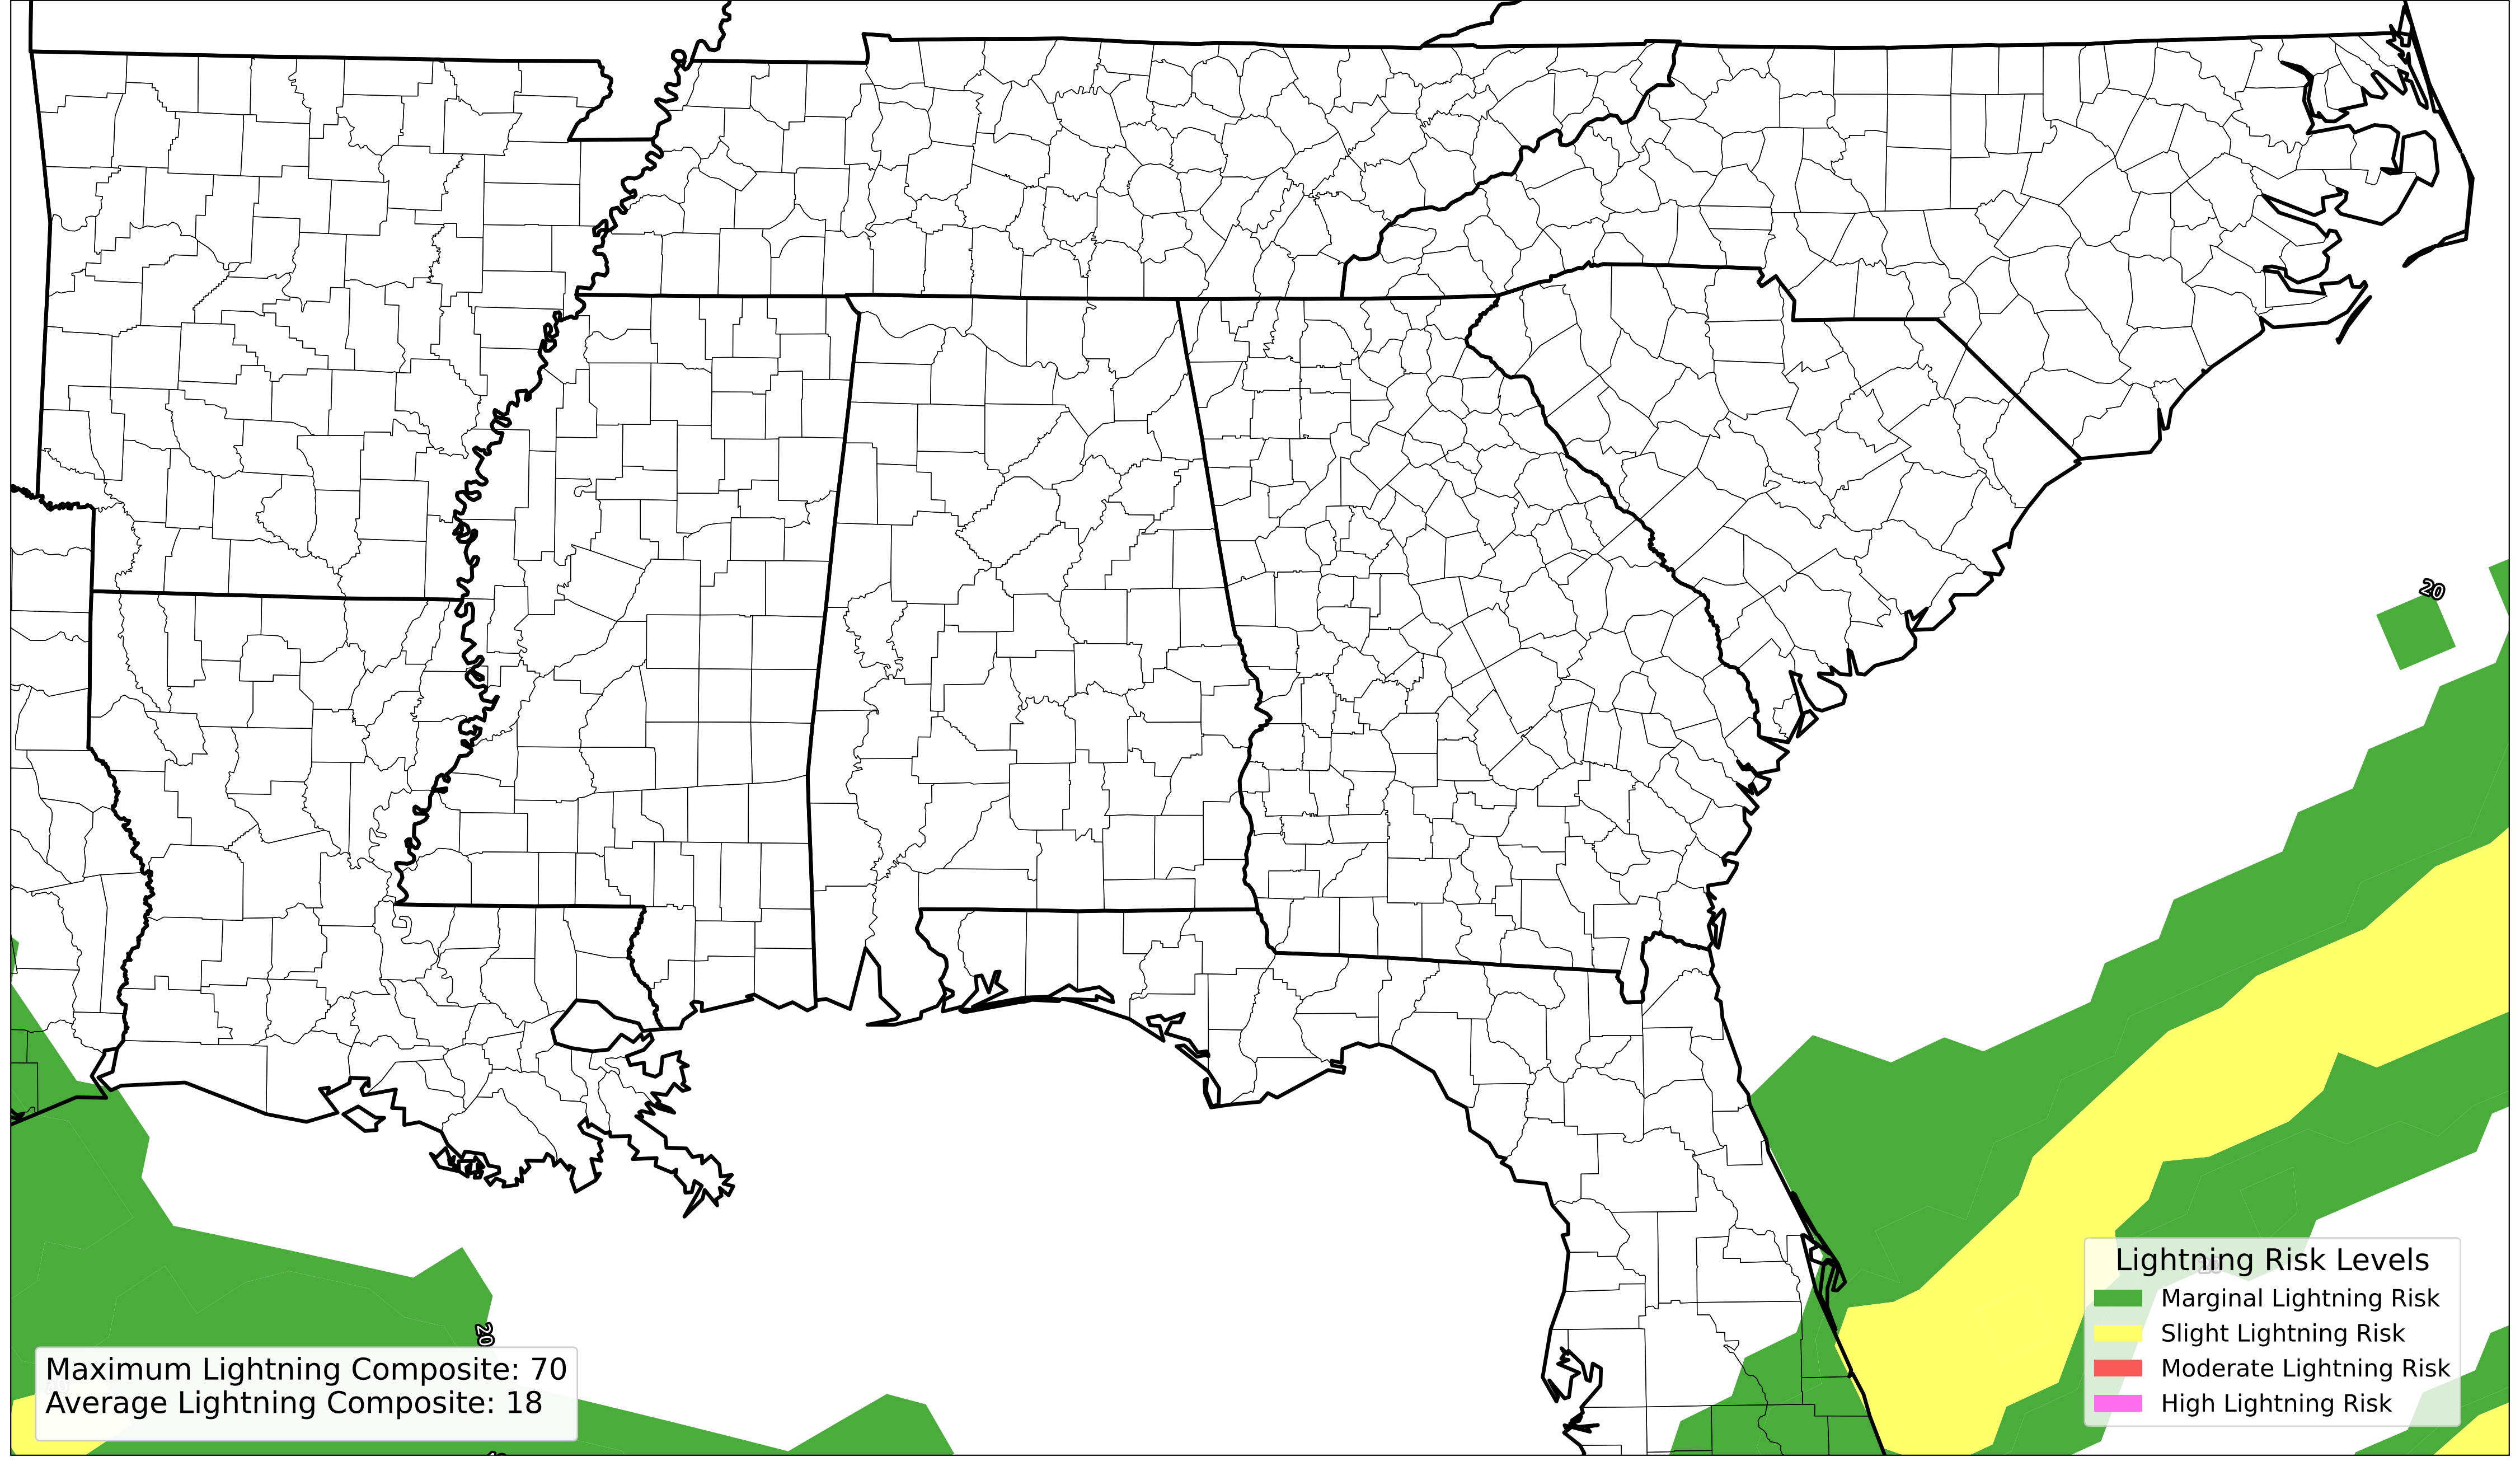 20
20
Lightning Risk Levels
Marginal Lightning Risk
Slight Lightning Risk
Moderate Lightning Risk
High Lightning Risk
Maximum Lightning Composite: 70
Average Lightning Composite: 18